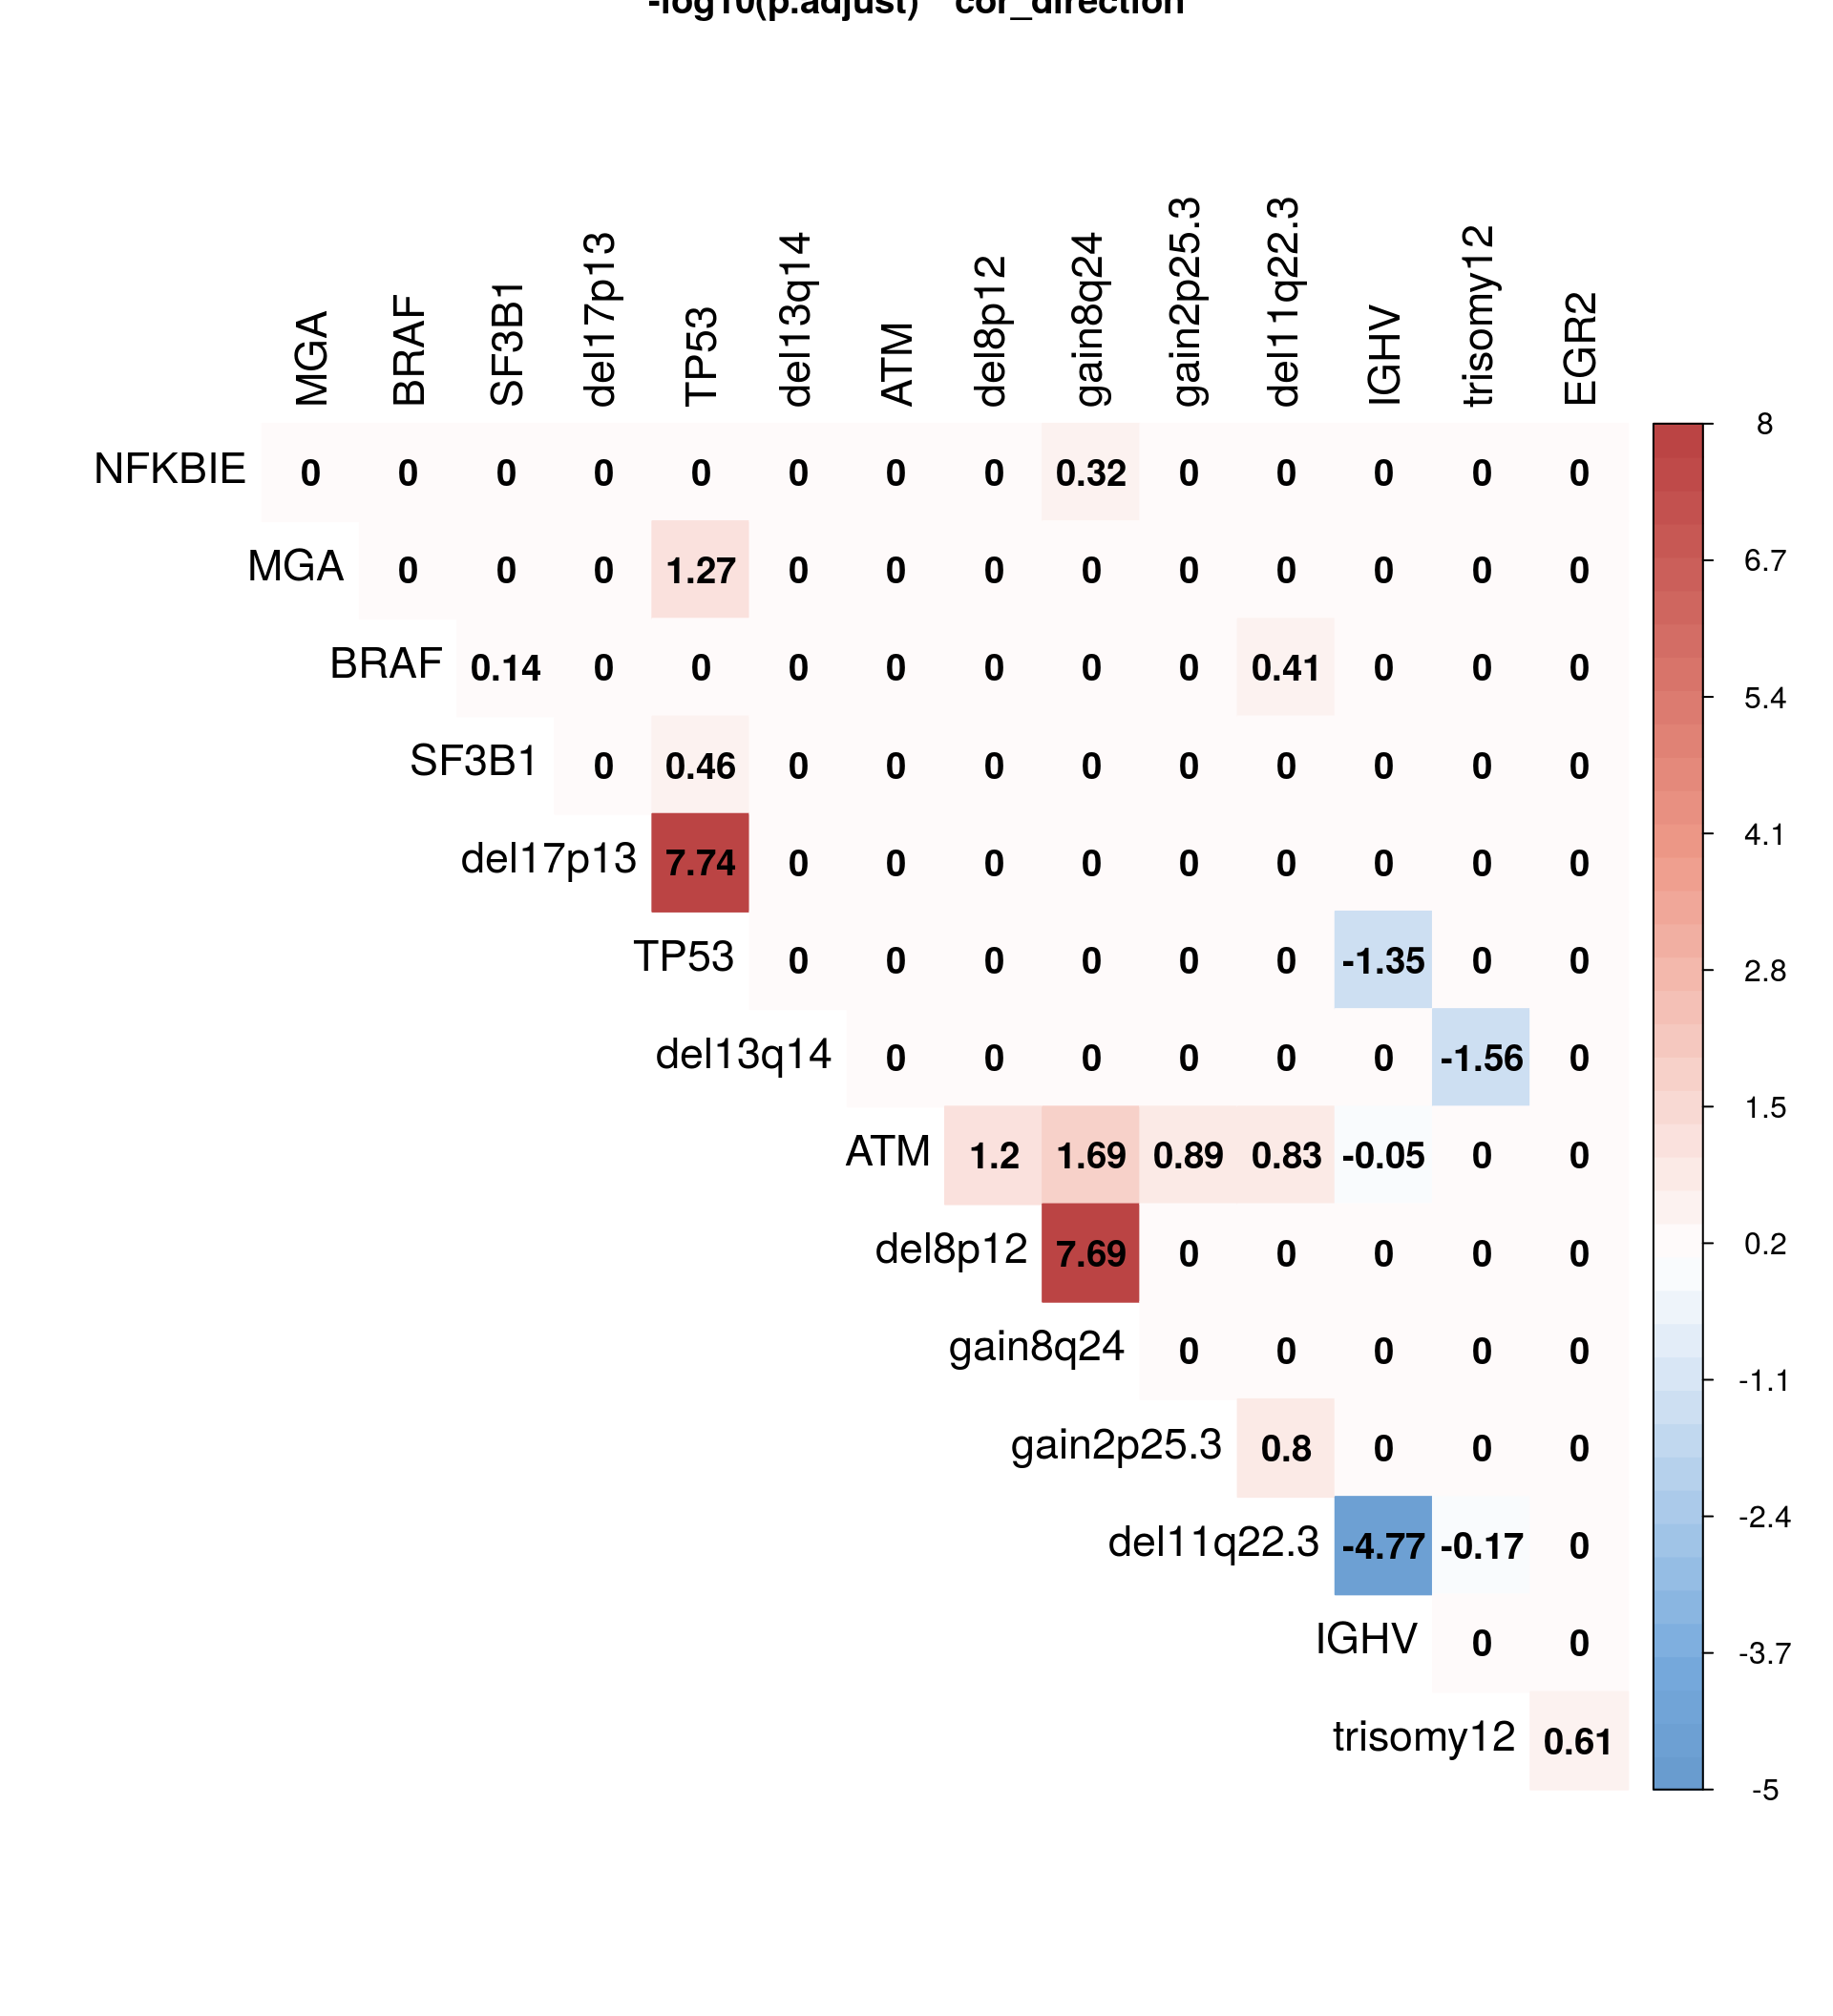 -log10(p.adjust) cor_direction
MGA BRAF SF3B1 del17p13 TP53 del13q14 ATM del8p12 gain8q24 gain2p25.3 del11q22.3 IGHV trisomy12 EGR2
NFKBIE 0 0 0 0 0 0 0 0 0.32 0 0 0 0 0
MGA 0 0 0 1.27 0 0 0 0 0 0 0 0 0
BRAF 0.14 0 0 0 0 0 0 0 0.41 0 0 0
SF3B1 0 0.46 0 0 0 0 0 0 0 0 0
del17p13 7.74 0 0 0 0 0 0 0 0 0
TP53 0 0 0 0 0 0 -1.35 0 0
del13q14 0 0 0 0 0 0 -1.56 0
ATM 1.2 1.69 0.89 0.83 -0.05 0 0
del8p12 7.69 0 0 0 0 0
gain8q24 0 0 0 0 0
gain2p25.3 0.8 0 0 0
del11q22.3 -4.77 -0.17 0
IGHV 0 0
trisomy12 0.61
8
6.7
5.4
4.1
2.8
1.5
0.2
-1.1
-2.4
-3.7
-5